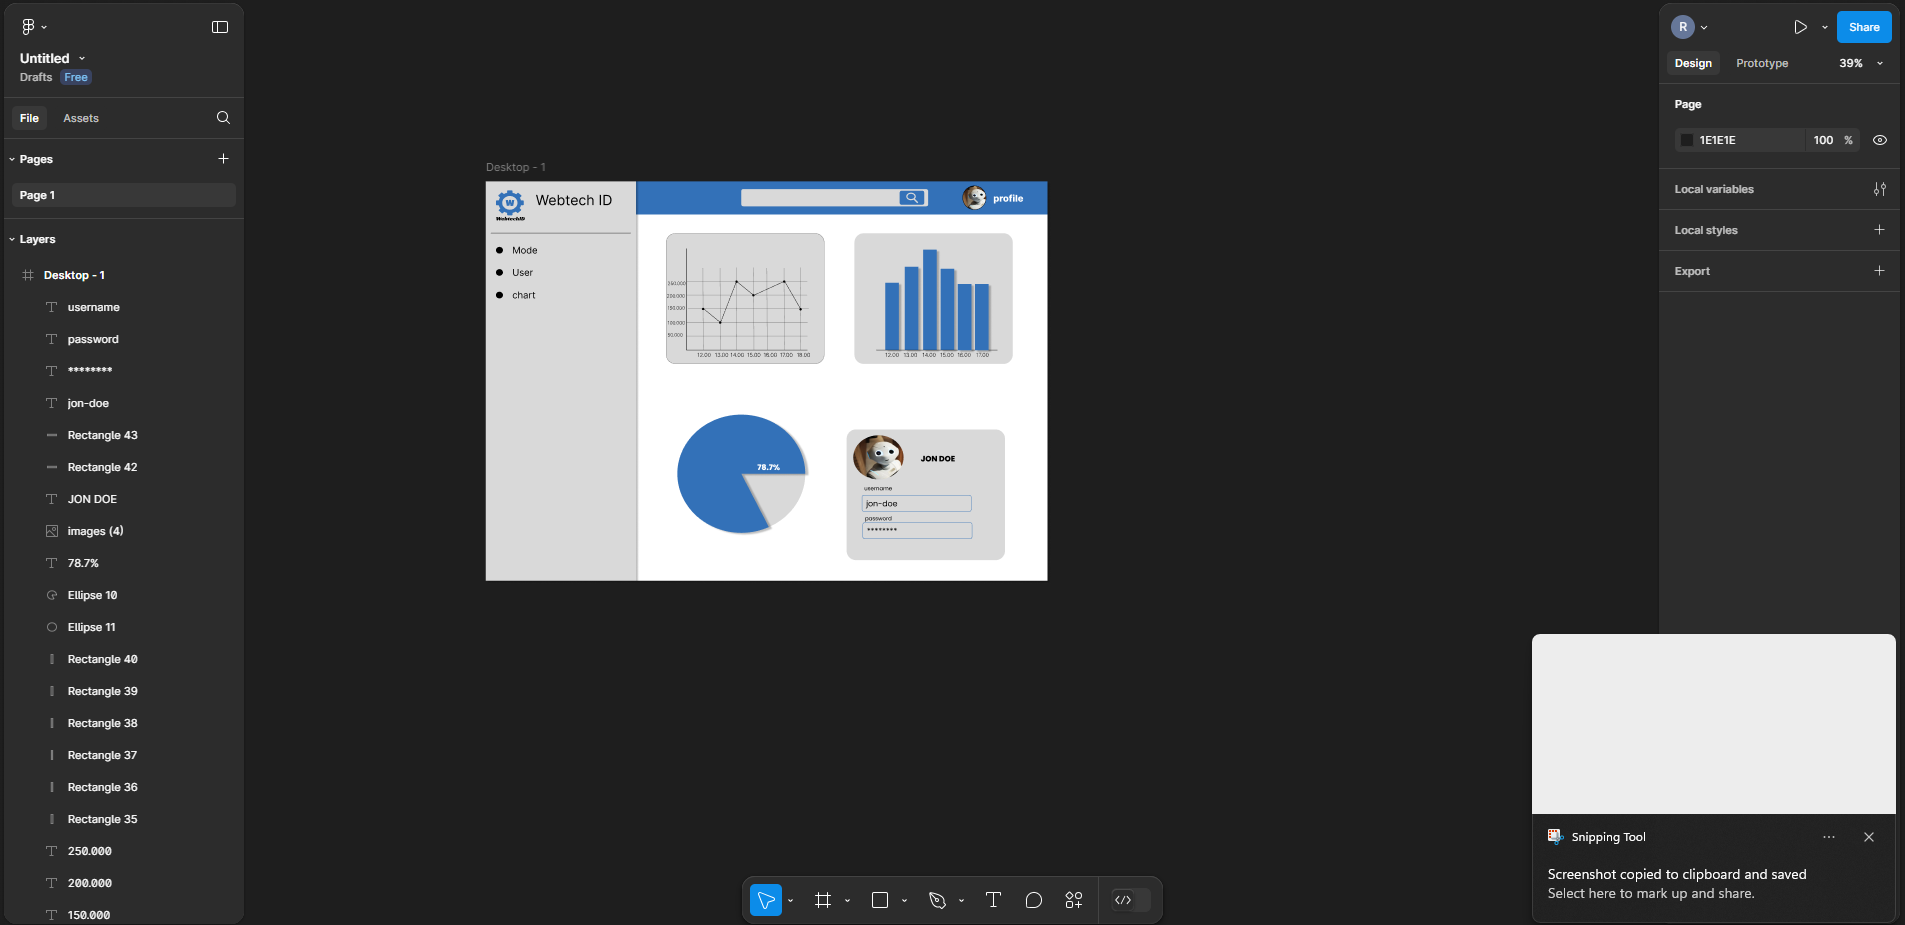 Untitled
Drafts Free
File Assets
Pages
Page 1
Layers
Desktop - 1
username
password
********
jon-doe
Rectangle 43
Rectangle 42
JON DOE
images (4)
78.7%
Ellipse 10
Ellipse 11
Rectangle 40
Rectangle 39
Rectangle 38
Rectangle 37
Rectangle 36
Rectangle 35
250.000
200.000
150.000
Desktop - 1
W
WebtechID
Webtech ID
profile
Mode
User
chart
250.000
200.000
150.000
100.000
50.000
12.00 13.00 14.00 15.00 16.00 17.00 18.00
12.00 13.00 14.00 15.00 16.00 17.00
78.7%
JON DOE
username
jon-doe
password
********
R
Share
Design Prototype 39%
Page
1E1E1E 100 %
Local variables
Local styles
Export
Snipping Tool
Screenshot copied to clipboard and saved
Select here to mark up and share.